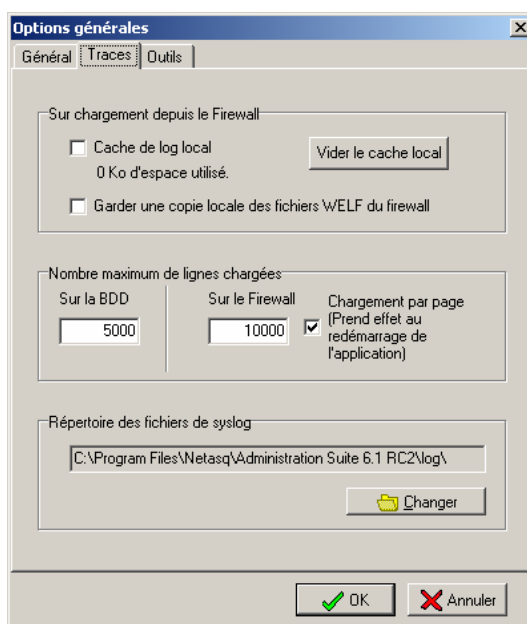 Options générales
Général Traces Outils
Sur chargement depuis le Firewall
Cache de log local
Vider le cache local
0 Ko d'espace utilisé.
Garder une copie locale des fichiers WELF du firewall
Nombre maximum de lignes chargées
Sur la BDD
Sur le Firewall
5000
10000
Chargement par page
(Prend effet au
redémarrage de
l'application)
Répertoire des fichiers de syslog
C:\Program Files\Netasq\Administration Suite 6.1 RC2\log\
Changer
OK
Annuler